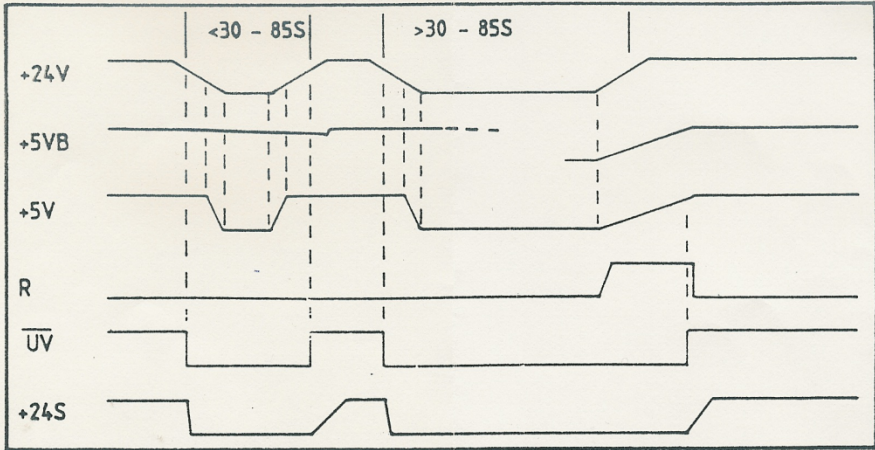 <30 - 85S >30 - 85S
+24V
+5VB
+5V
R
UV
+24S